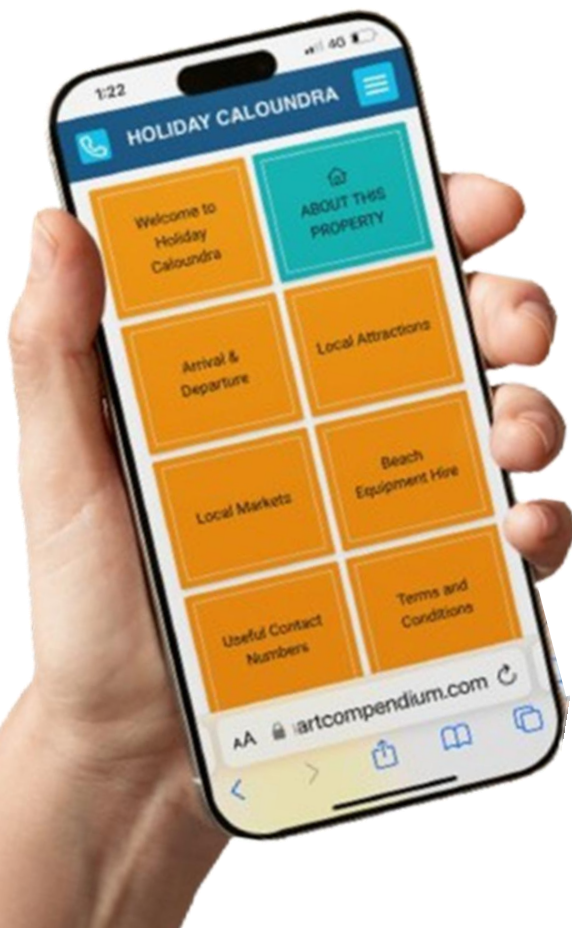 1:22
4G
HOLIDAY CALOUNDRA
Welcome to
Holiday
Caloundra
ABOUT THIS
PROPERTY
Arrival &
Departure
Local Attractions
Local Markets
Beach
Equipment Hire
Useful Contact
Numbers
Terms and
Conditions
AA
artcompendium.com